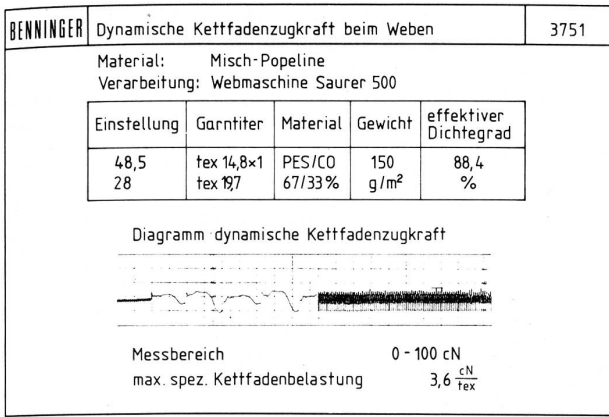 BENNINGER Dynamische Kettfadenzugkraft beim Weben 3751
Material: Misch-Popeline
Verarbeitung: Webmaschine Saurer 500
Einstellung Garntiter Material Gewicht effektiver Dichtegrad
48,5 tex 14,8×1 PES/CO 150 88,4
28 tex 19,7 67/33% g/m² %
Diagramm dynamische Kettfadenzugkraft
Messbereich 0-100 cN
max. spez. Kettfadenbelastung 3,6 cN/tex